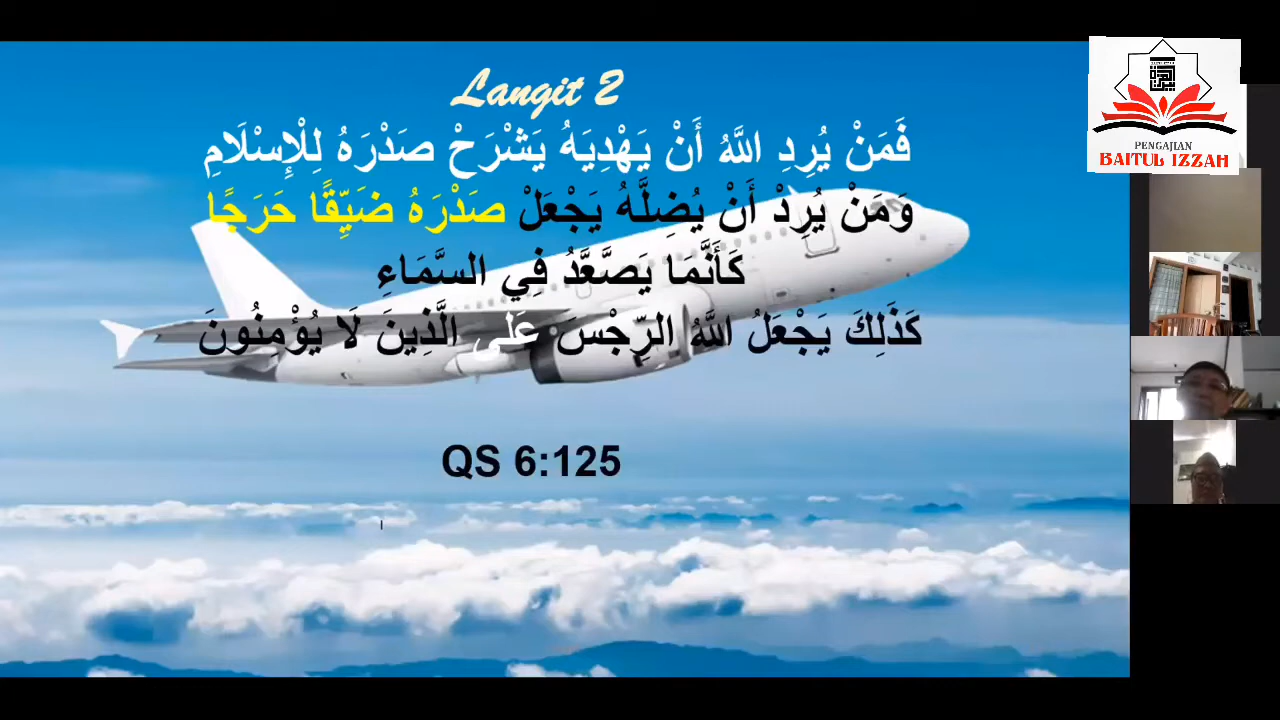 Langit 2
فَمَنْ يُرِدِ اللَّهُ أَنْ يَهْدِيَهُ يَشْرَحْ صَدْرَهُ لِلْإِسْلَامِ
وَمَنْ يُرِدْ أَنْ يُضِلَّهُ يَجْعَلْ صَدْرَهُ ضَيِّقًا حَرَجًا
كَأَنَّمَا يَصَّعَّدُ فِي السَّمَاءِ
كَذَلِكَ يَجْعَلُ اللَّهُ الرِّجْسَ عَلَى الَّذِينَ لَا يُؤْمِنُونَ
QS 6:125
PENGAJIAN
BAITUL IZZAH